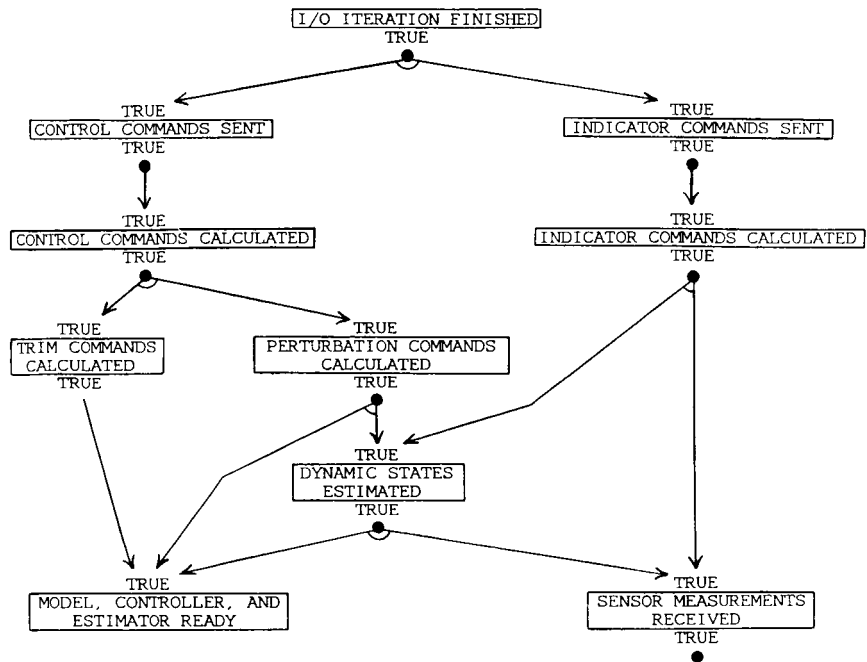 I/O ITERATION FINISHED
TRUE
TRUE
CONTROL COMMANDS SENT
TRUE
TRUE
INDICATOR COMMANDS SENT
TRUE
TRUE
CONTROL COMMANDS CALCULATED
TRUE
TRUE
INDICATOR COMMANDS CALCULATED
TRUE
TRUE
TRIM COMMANDS
CALCULATED
TRUE
TRUE
PERTURBATION COMMANDS
CALCULATED
TRUE
TRUE
DYNAMIC STATES
ESTIMATED
TRUE
TRUE
MODEL, CONTROLLER, AND
ESTIMATOR READY
TRUE
SENSOR MEASUREMENTS
RECEIVED
TRUE